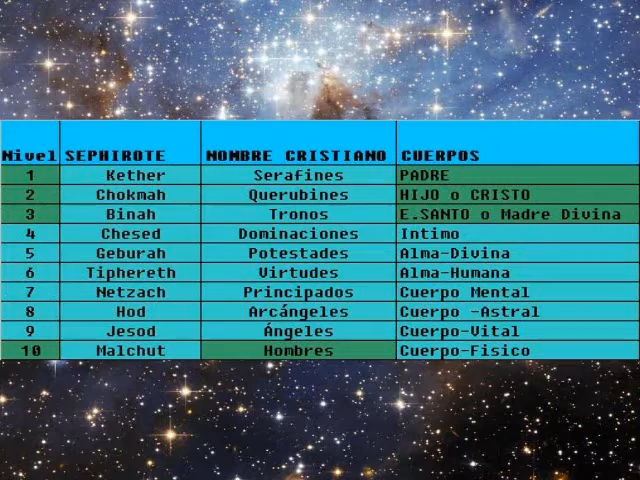 Nivel SEPHIROTE NOMBRE CRISTIANO CUERPOS
1 Kether Serafines PADRE
2 Chokmah Querubines HIJO o CRISTO
3 Binah Tronos E.SANTO o Madre Divina
4 Chesed Dominaciones Intimo
5 Geburah Potestades Alma-Divina
6 Tiphereth Virtudes Alma-Humana
7 Netzach Principados Cuerpo Mental
8 Hod Arcángeles Cuerpo -Astral
9 Jesod Ángeles Cuerpo-Vital
10 Malchut Hombres Cuerpo-Fisico